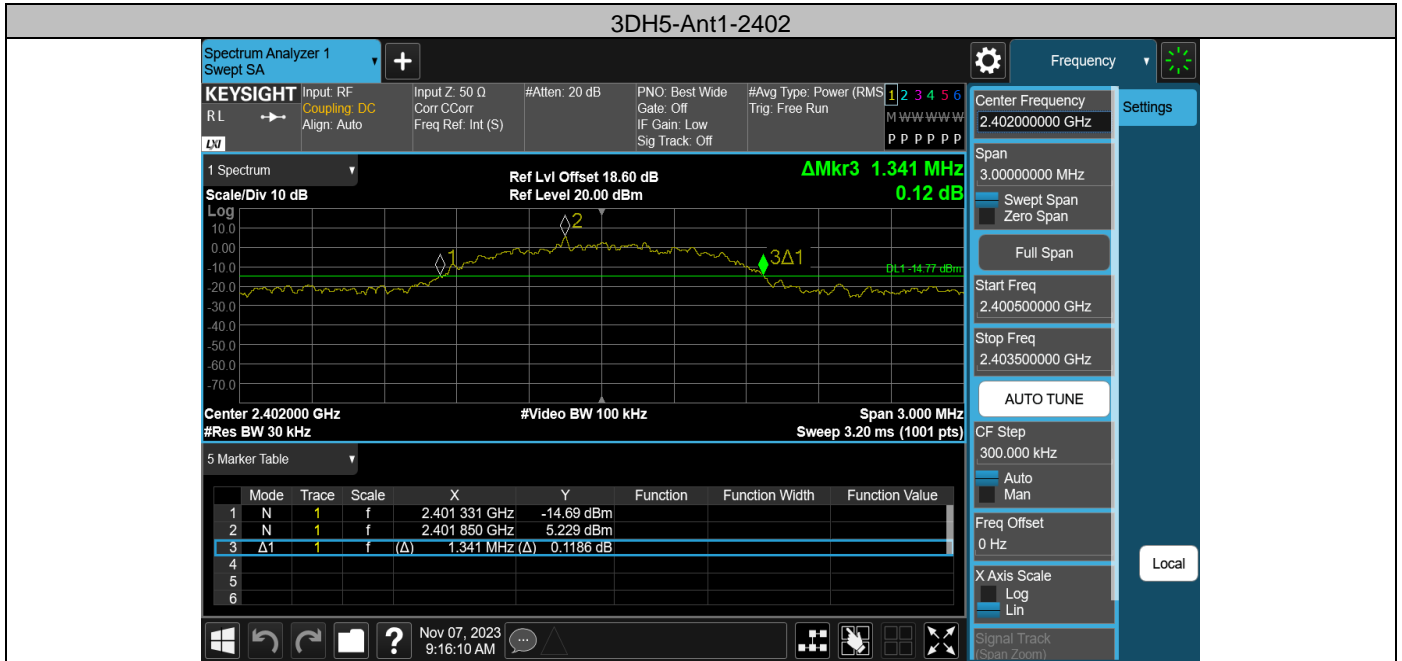 3DH5-Ant1-2402
Spectrum Analyzer 1
Swept SA
Frequency
KEYSIGHT
RL
LXI
Input: RF
Coupling: DC
Align: Auto
Input Z: 50 Ω
Corr CCorr
Freq Ref: Int (S)
#Atten: 20 dB
PNO: Best Wide
Gate: Off
IF Gain: Low
Sig Track: Off
#Avg Type: Power (RMS
Trig: Free Run
1 2 3 4 5 6
M W W W W W
P P P P P P
1 Spectrum
Scale/Div 10 dB
Ref Lvl Offset 18.60 dB
Ref Level 20.00 dBm
ΔMkr3 1.341 MHz
0.12 dB
Log
10.0
0.00
-10.0
-20.0
-30.0
-40.0
-50.0
-60.0
-70.0
1
2
3Δ1
DL1 -14.77 dBm
Center 2.402000 GHz
#Res BW 30 kHz
#Video BW 100 kHz
Span 3.000 MHz
Sweep 3.20 ms (1001 pts)
5 Marker Table
Mode Trace Scale X Y Function Function Width Function Value
1 N 1 f 2.401 331 GHz -14.69 dBm
2 N 1 f 2.401 850 GHz 5.229 dBm
3 Δ1 1 f (Δ) 1.341 MHz (Δ) 0.1186 dB
4
5
6
Nov 07, 2023
9:16:10 AM
Center Frequency
2.402000000 GHz
Settings
Span
3.00000000 MHz
Swept Span
Zero Span
Full Span
Start Freq
2.400500000 GHz
Stop Freq
2.403500000 GHz
AUTO TUNE
CF Step
300.000 kHz
Auto
Man
Freq Offset
0 Hz
X Axis Scale
Log
Lin
Signal Track
(Span Zoom)
Local